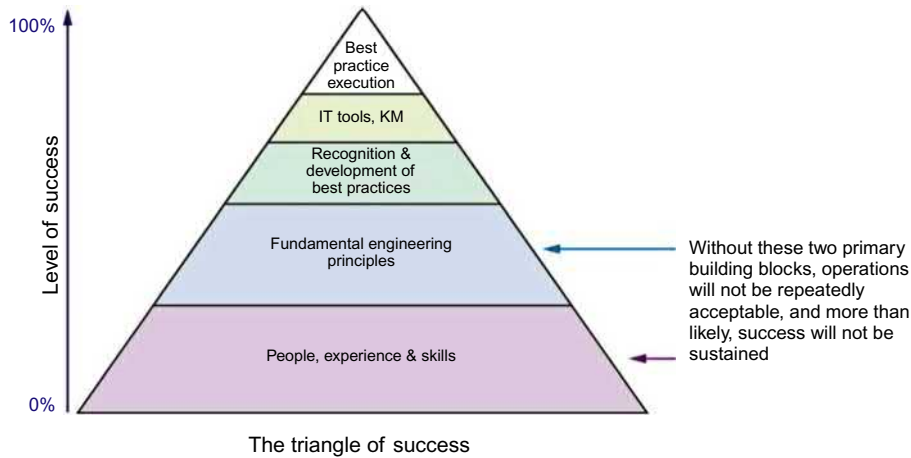 100%
Best
practice
execution
IT tools, KM
Recognition &
development of
best practices
Level of success
Fundamental engineering
principles
Without these two primary
building blocks, operations
will not be repeatedly
acceptable, and more than
likely, success will not be
sustained
People, experience & skills
0%
The triangle of success